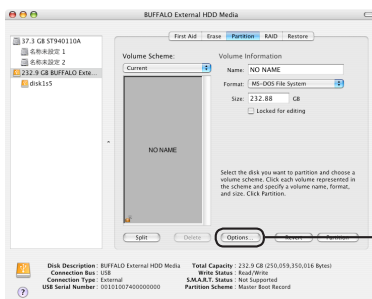 BUFFALO External HDD Media
First Aid Erase Partition RAID Restore
37.3 GB ST940110A
名称未設定 1
名称未設定 2
232.9 GB BUFFALO Exte...
disk1s5
Volume Scheme:
Current
NO NAME
Volume Information
Name: NO NAME
Format: MS-DOS File System
Size: 232.88 GB
Locked for editing
Select the disk you want to partition and choose a
volume scheme. Click each volume represented in
the scheme and specify a volume name, format,
and size. Click Partition.
Split Delete Options... Revert Partition
Disk Description : BUFFALO External HDD Media Total Capacity : 232.9 GB (250,059,350,016 Bytes)
Connection Bus : USB Write Status : Read/Write
Connection Type : External S.M.A.R.T. Status : Not Supported
USB Serial Number : 00101007400000000 Partition Scheme : Master Boot Record
?